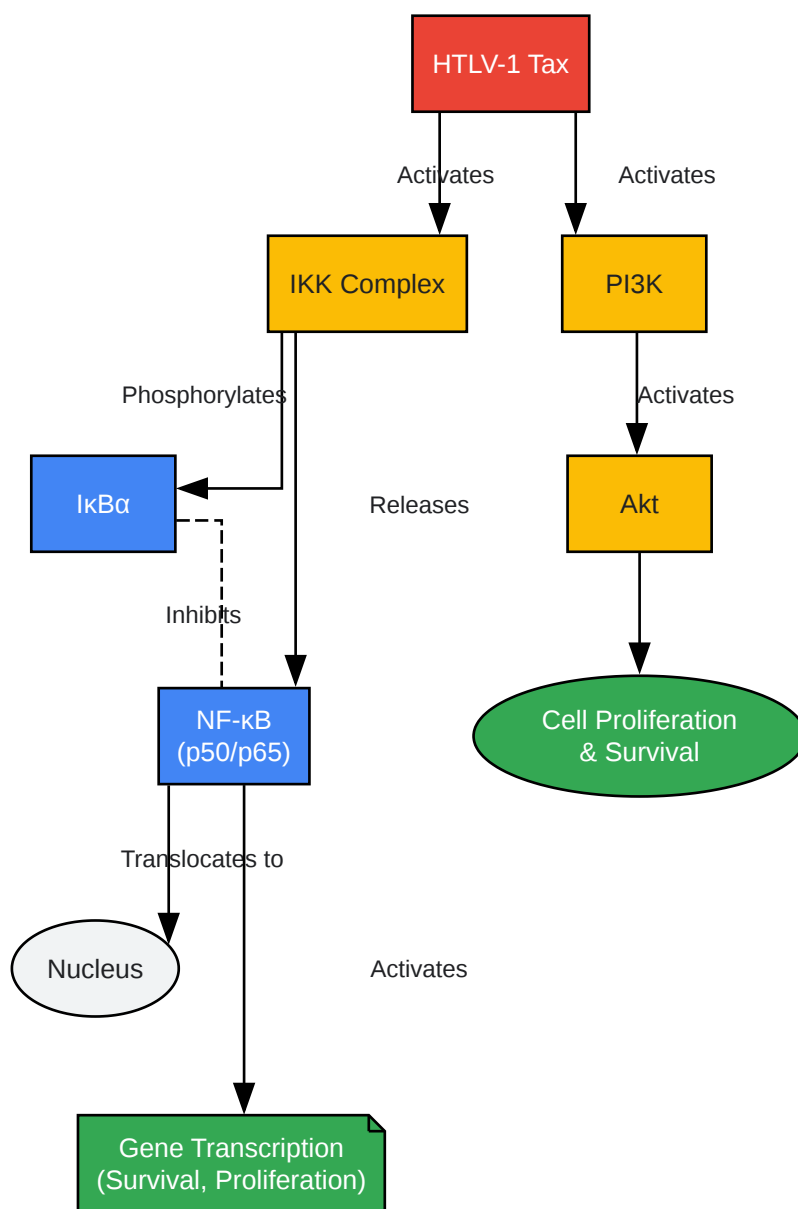 HTLV-1 Tax
Activates
Activates
IKK Complex
PI3K
Phosphorylates
Activates
IκBα
Releases
Akt
Inhibits
NF-κB
(p50/p65)
Cell Proliferation
& Survival
Translocates to
Nucleus
Activates
Gene Transcription
(Survival, Proliferation)